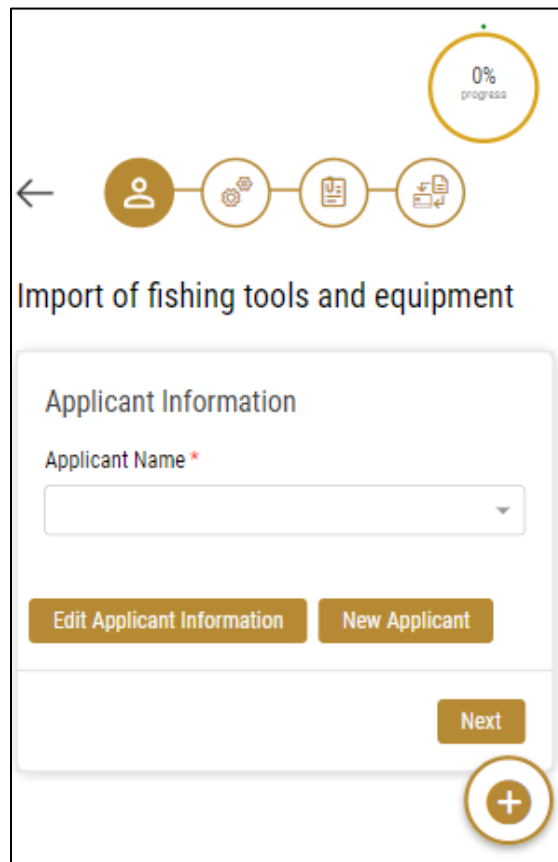 0%
progress
Import of fishing tools and equipment
Applicant Information
Applicant Name *
Edit Applicant Information
New Applicant
Next